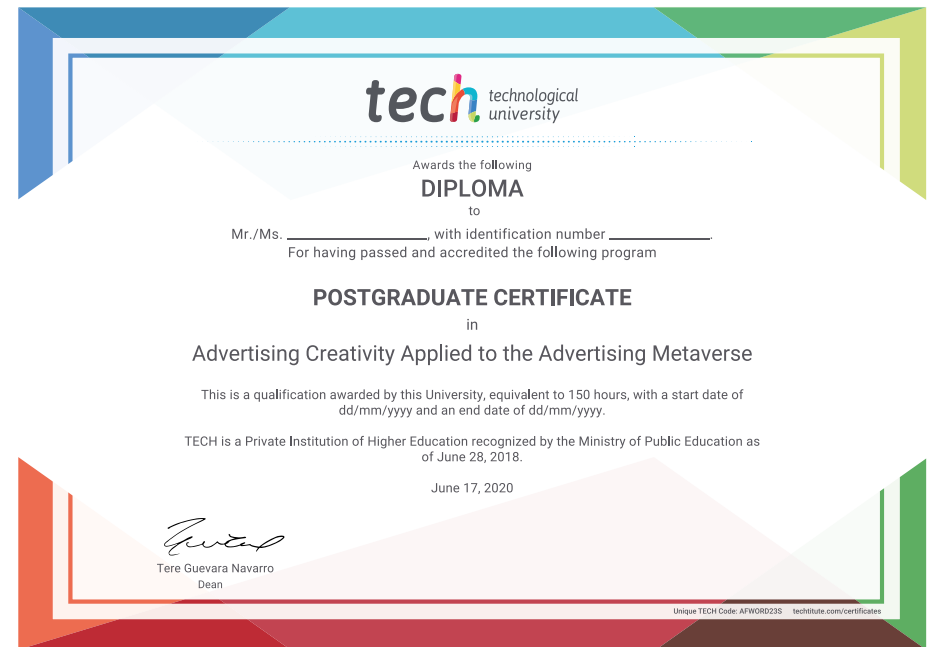 tech technological
university
Awards the following
DIPLOMA
to
Mr./Ms. ____________________, with identification number ______________.
For having passed and accredited the following program
POSTGRADUATE CERTIFICATE
in
Advertising Creativity Applied to the Advertising Metaverse
This is a qualification awarded by this University, equivalent to 150 hours, with a start date of
dd/mm/yyyy and an end date of dd/mm/yyyy.
TECH is a Private Institution of Higher Education recognized by the Ministry of Public Education as
of June 28, 2018.
June 17, 2020
Tere Guevara Navarro
Dean
Unique TECH Code: AFWORD23S techtitute.com/certificates